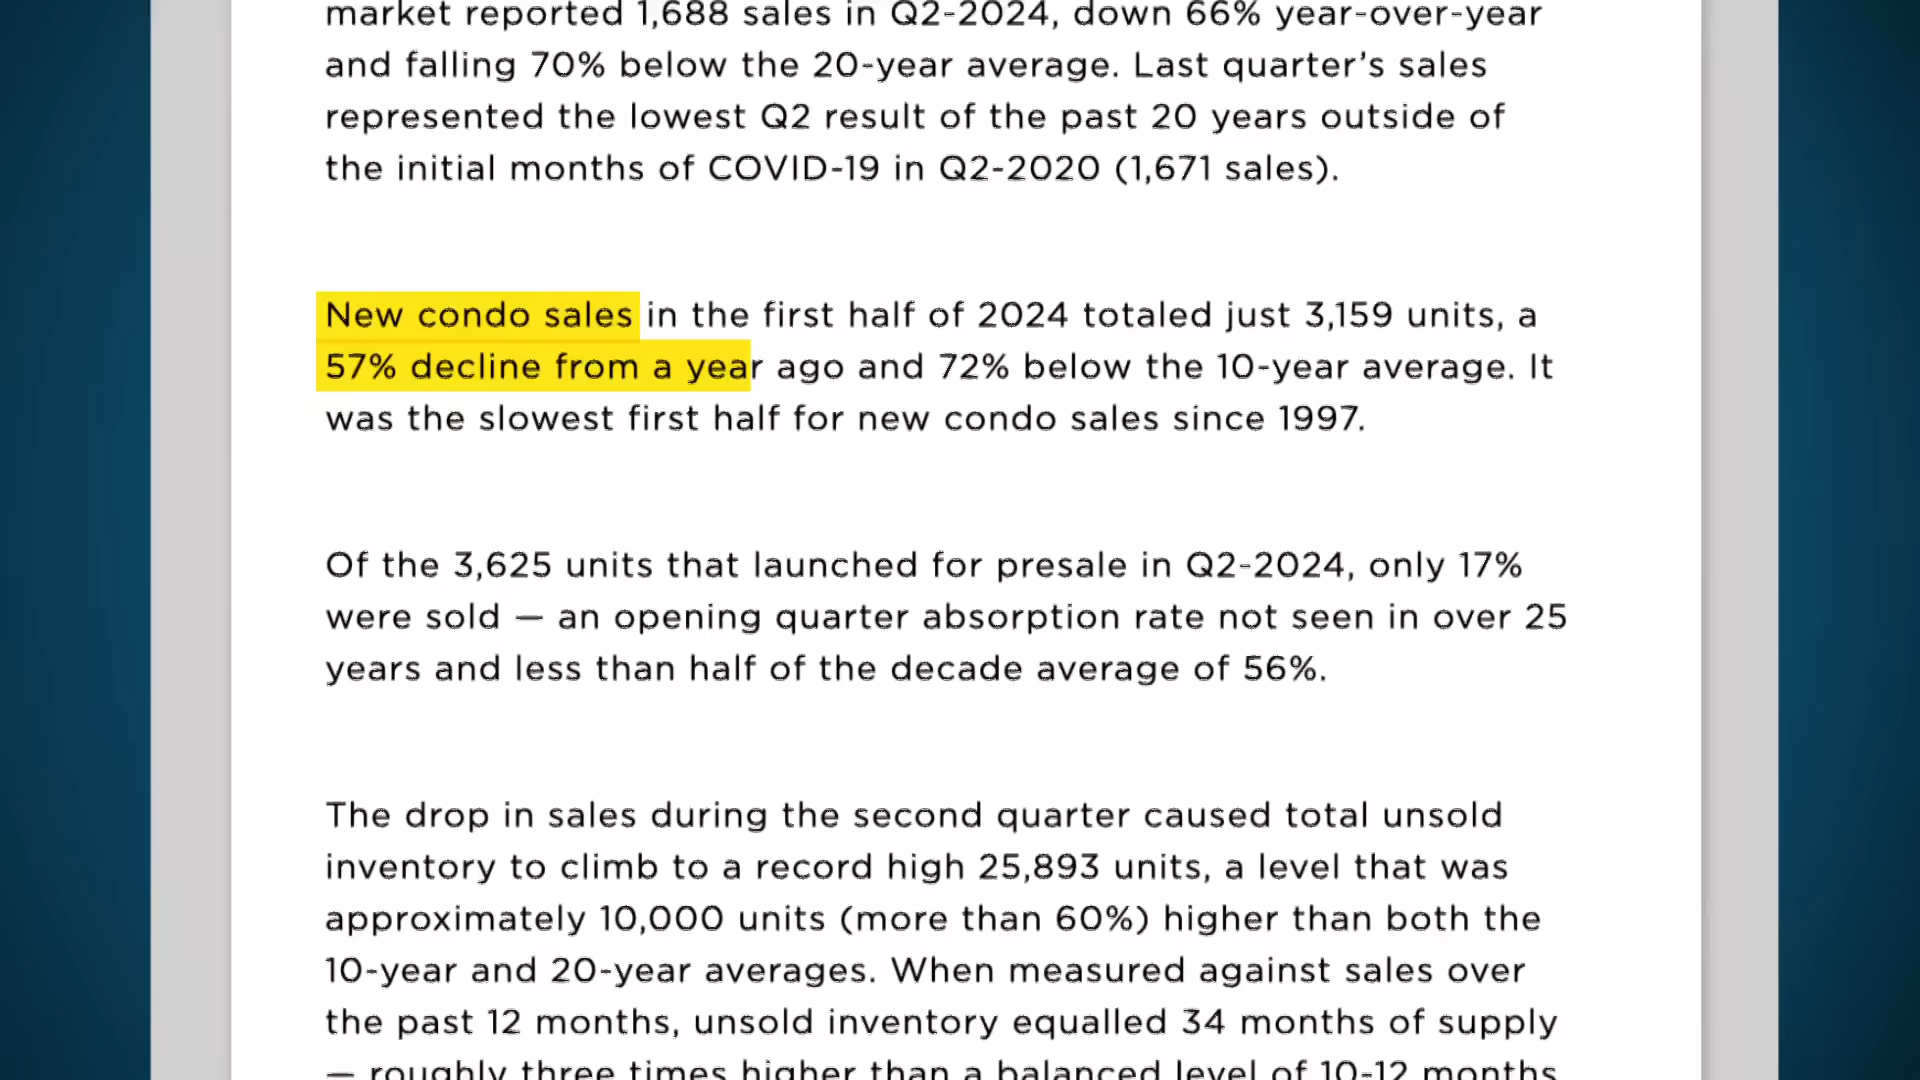 market reported 1,688 sales in Q2-2024, down 66% year-over-year
and falling 70% below the 20-year average. Last quarter’s sales
represented the lowest Q2 result of the past 20 years outside of
the initial months of COVID-19 in Q2-2020 (1,671 sales).
New condo sales in the first half of 2024 totaled just 3,159 units, a
57% decline from a year ago and 72% below the 10-year average. It
was the slowest first half for new condo sales since 1997.
Of the 3,625 units that launched for presale in Q2-2024, only 17%
were sold — an opening quarter absorption rate not seen in over 25
years and less than half of the decade average of 56%.
The drop in sales during the second quarter caused total unsold
inventory to climb to a record high 25,893 units, a level that was
approximately 10,000 units (more than 60%) higher than both the
10-year and 20-year averages. When measured against sales over
the past 12 months, unsold inventory equalled 34 months of supply
— roughly three times higher than a balanced level of 10-12 months